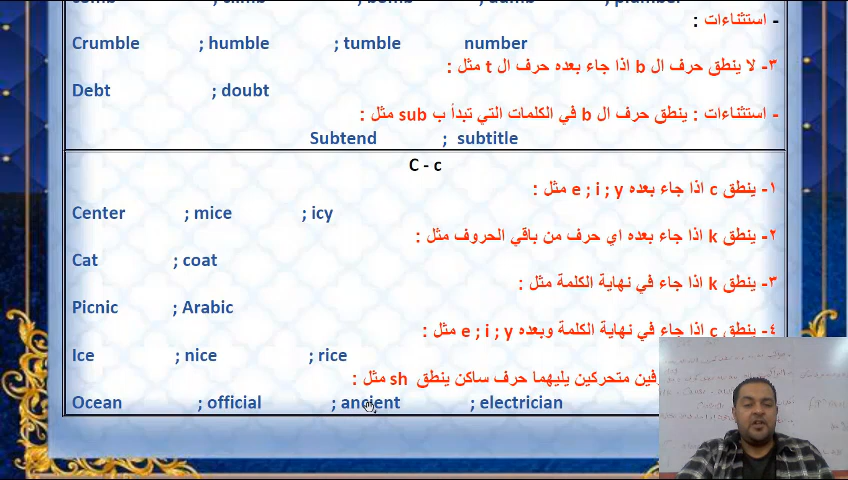 - استثناءات :
Crumble ; humble ; tumble number
٣- لا ينطق حرف ال b اذا جاء بعده حرف ال t مثل :
Debt ; doubt
- استثناءات : ينطق حرف ال b في الكلمات التي تبدأ ب sub مثل :
Subtend ; subtitle
C - c
١- ينطق c اذا جاء بعده e ; i ; y مثل :
Center ; mice ; icy
٢- ينطق k اذا جاء بعده اي حرف من باقي الحروف مثل :
Cat ; coat
٣- ينطق k اذا جاء في نهاية الكلمة مثل :
Picnic ; Arabic
٤- ينطق c اذا جاء في نهاية الكلمة وبعده e ; i ; y مثل :
Ice ; nice ; rice
متحركين يليهما حرف ساكن ينطق sh مثل :
Ocean ; official ; ancient ; electrician